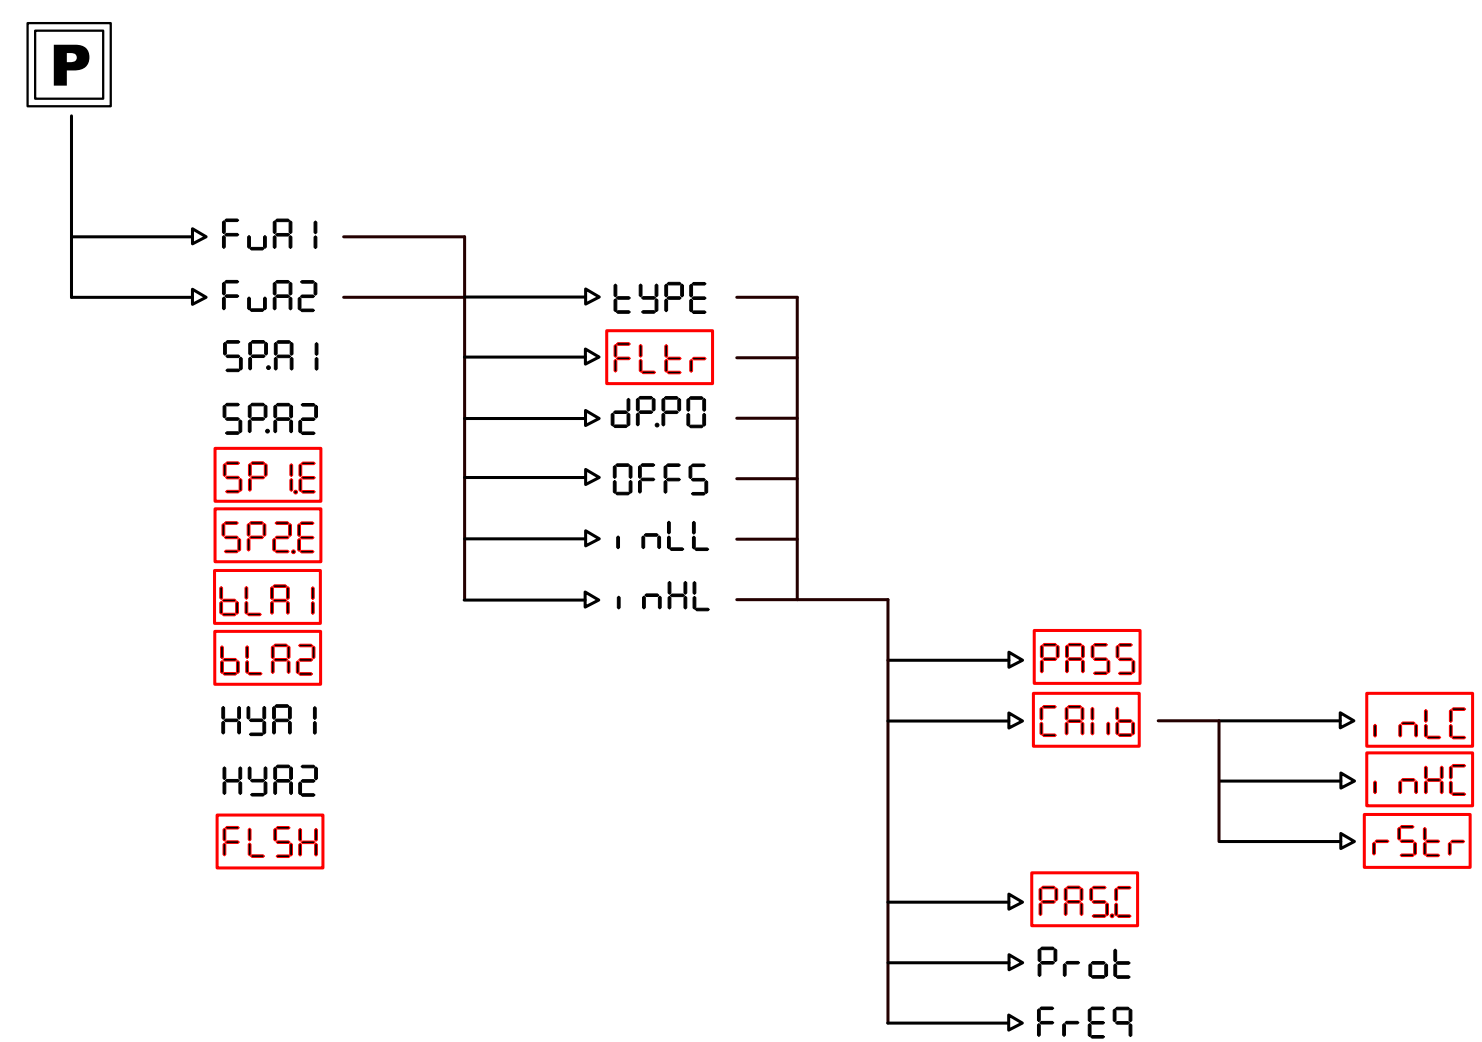 P
FuA1
FuA2
SP.A1
SP.A2
SP1.E
SP2.E
bLA1
bLA2
HYA1
HYA2
FLSH
tYPE
FLtr
dP.PO
OFFS
inLL
inHL
PASS
CALib
PAS.C
Prot
FrEq
inLC
inHC
rStr